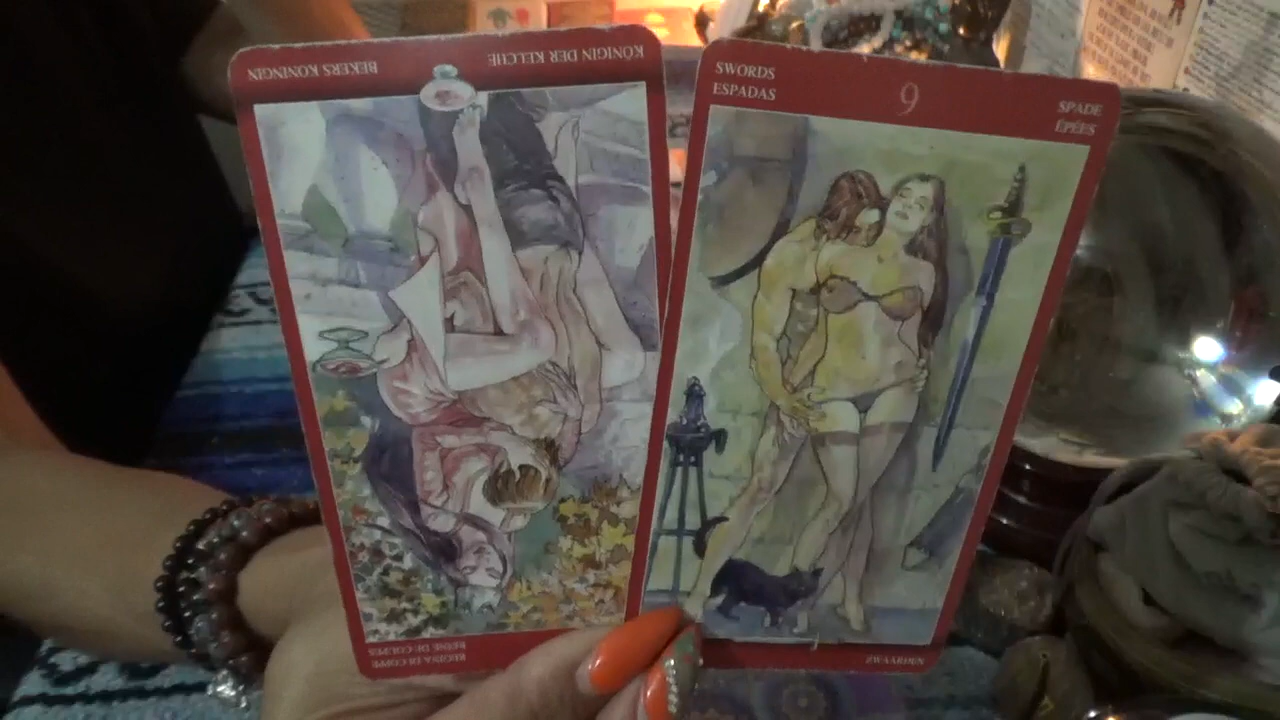 BEKERS KONINGIN
KÖNIGIN DER KELCHE
REGINA DI COPPE
REINE DE COUPES
SWORDS
ESPADAS
9
SPADE
ÉPÉES
ZWAARDEN